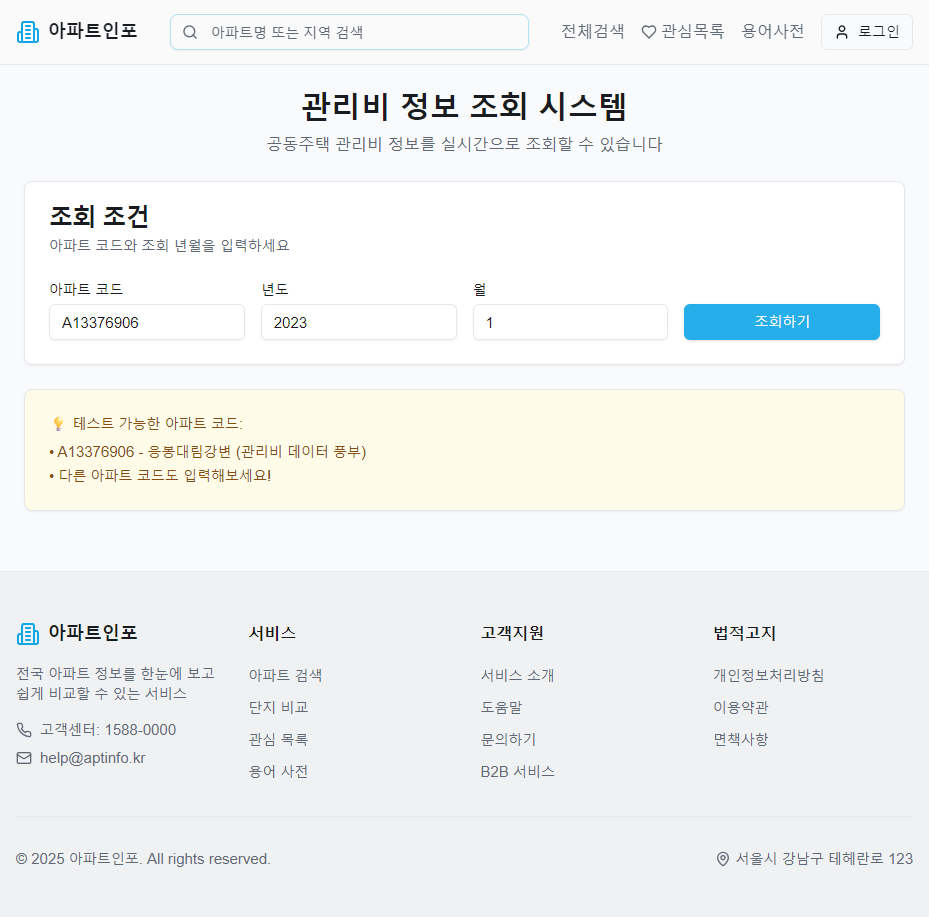 아파트인포
아파트명 또는 지역 검색
전체검색
관심목록
용어사전
로그인
관리비 정보 조회 시스템
공동주택 관리비 정보를 실시간으로 조회할 수 있습니다
조회 조건
아파트 코드와 조회 년월을 입력하세요
아파트 코드
년도
월
A13376906
2023
1
조회하기
💡 테스트 가능한 아파트 코드:
• A13376906 - 응봉대림강변 (관리비 데이터 풍부)
• 다른 아파트 코드도 입력해보세요!
아파트인포
전국 아파트 정보를 한눈에 보고
쉽게 비교할 수 있는 서비스
고객센터: 1588-0000
help@aptinfo.kr
서비스
아파트 검색
단지 비교
관심 목록
용어 사전
고객지원
서비스 소개
도움말
문의하기
B2B 서비스
법적고지
개인정보처리방침
이용약관
면책사항
© 2025 아파트인포. All rights reserved.
서울시 강남구 테헤란로 123